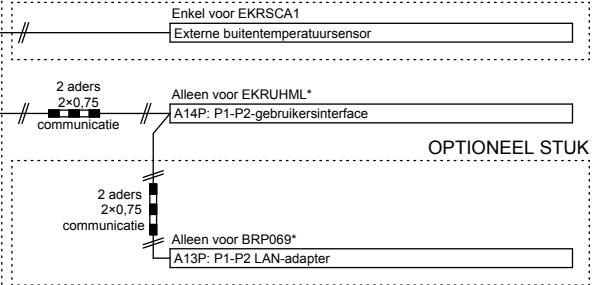 Enkel voor EKRSCA1
Externe buitentemperatuursensor
2 aders
2×0,75
communicatie
Alleen voor EKRUHML*
A14P: P1-P2-gebruikersinterface
OPTIONEEL STUK
2 aders
2×0,75
communicatie
Alleen voor BRP069*
A13P: P1-P2 LAN-adapter